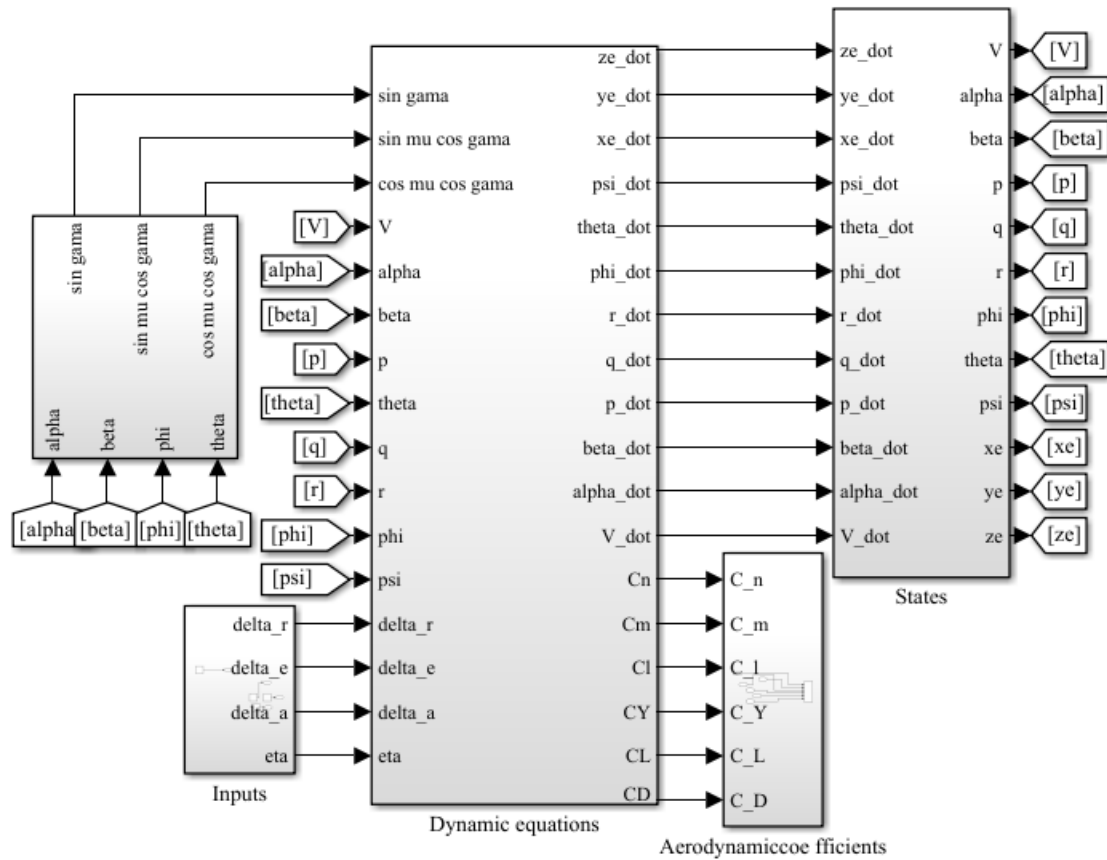 ze_dot
ze_dot
V
[V]
sin gama
ye_dot
ye_dot
alpha
[alpha]
sin mu cos gama
xe_dot
xe_dot
beta
[beta]
cos mu cos gama
psi_dot
psi_dot
p
[p]
[V]
V
theta_dot
theta_dot
q
[q]
[alpha]
alpha
phi_dot
phi_dot
r
[r]
[beta]
beta
r_dot
r_dot
phi
[phi]
[p]
p
q_dot
q_dot
theta
[theta]
[theta]
theta
p_dot
p_dot
psi
[psi]
[q]
q
beta_dot
beta_dot
xe
[xe]
[r]
r
alpha_dot
alpha_dot
ye
[ye]
[phi]
phi
V_dot
V_dot
ze
[ze]
[psi]
psi
Cn
C_n
States
delta_r
delta_r
Cm
C_m
delta_e
delta_e
Cl
C_l
delta_a
delta_a
CY
C_Y
eta
eta
CL
C_L
CD
C_D
Inputs
Dynamic equations
Aerodynamiccoe fficients
sin gama
sin mu cos gama
cos mu cos gama
alpha
beta
phi
theta
[alpha]
[beta]
[phi]
[theta]